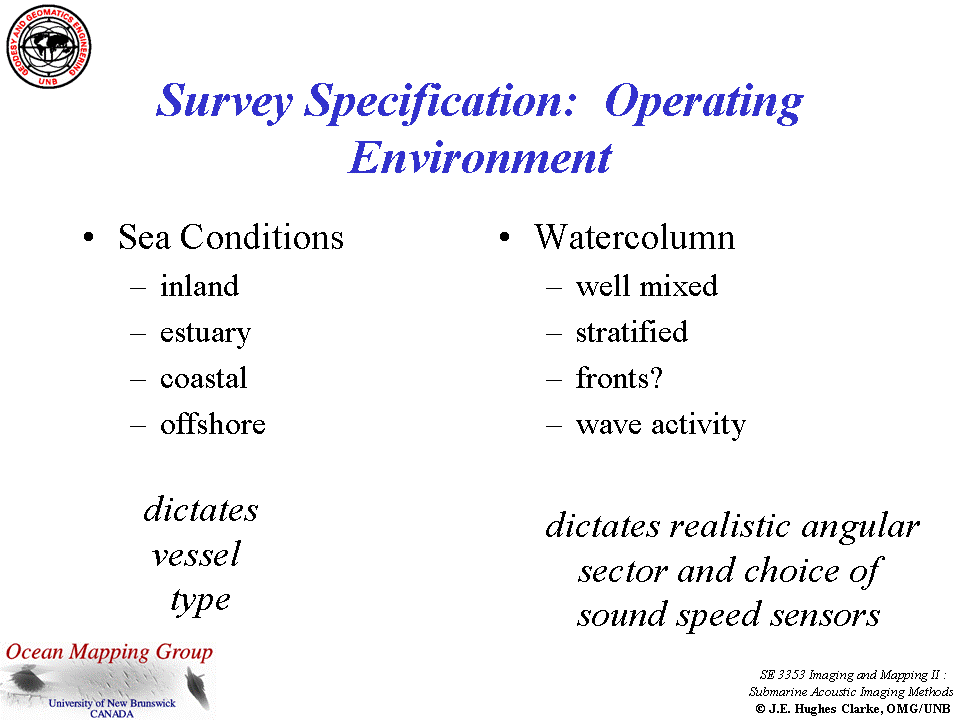 GEODESY AND GEOMATICS ENGINEERING
UNB
Survey Specification: Operating
Environment
• Sea Conditions
– inland
– estuary
– coastal
– offshore
dictates
vessel
type
• Watercolumn
– well mixed
– stratified
– fronts?
– wave activity
dictates realistic angular
sector and choice of
sound speed sensors
Ocean Mapping Group
University of New Brunswick
CANADA
SE 3353 Imaging and Mapping II :
Submarine Acoustic Imaging Methods
© J.E. Hughes Clarke, OMG/UNB